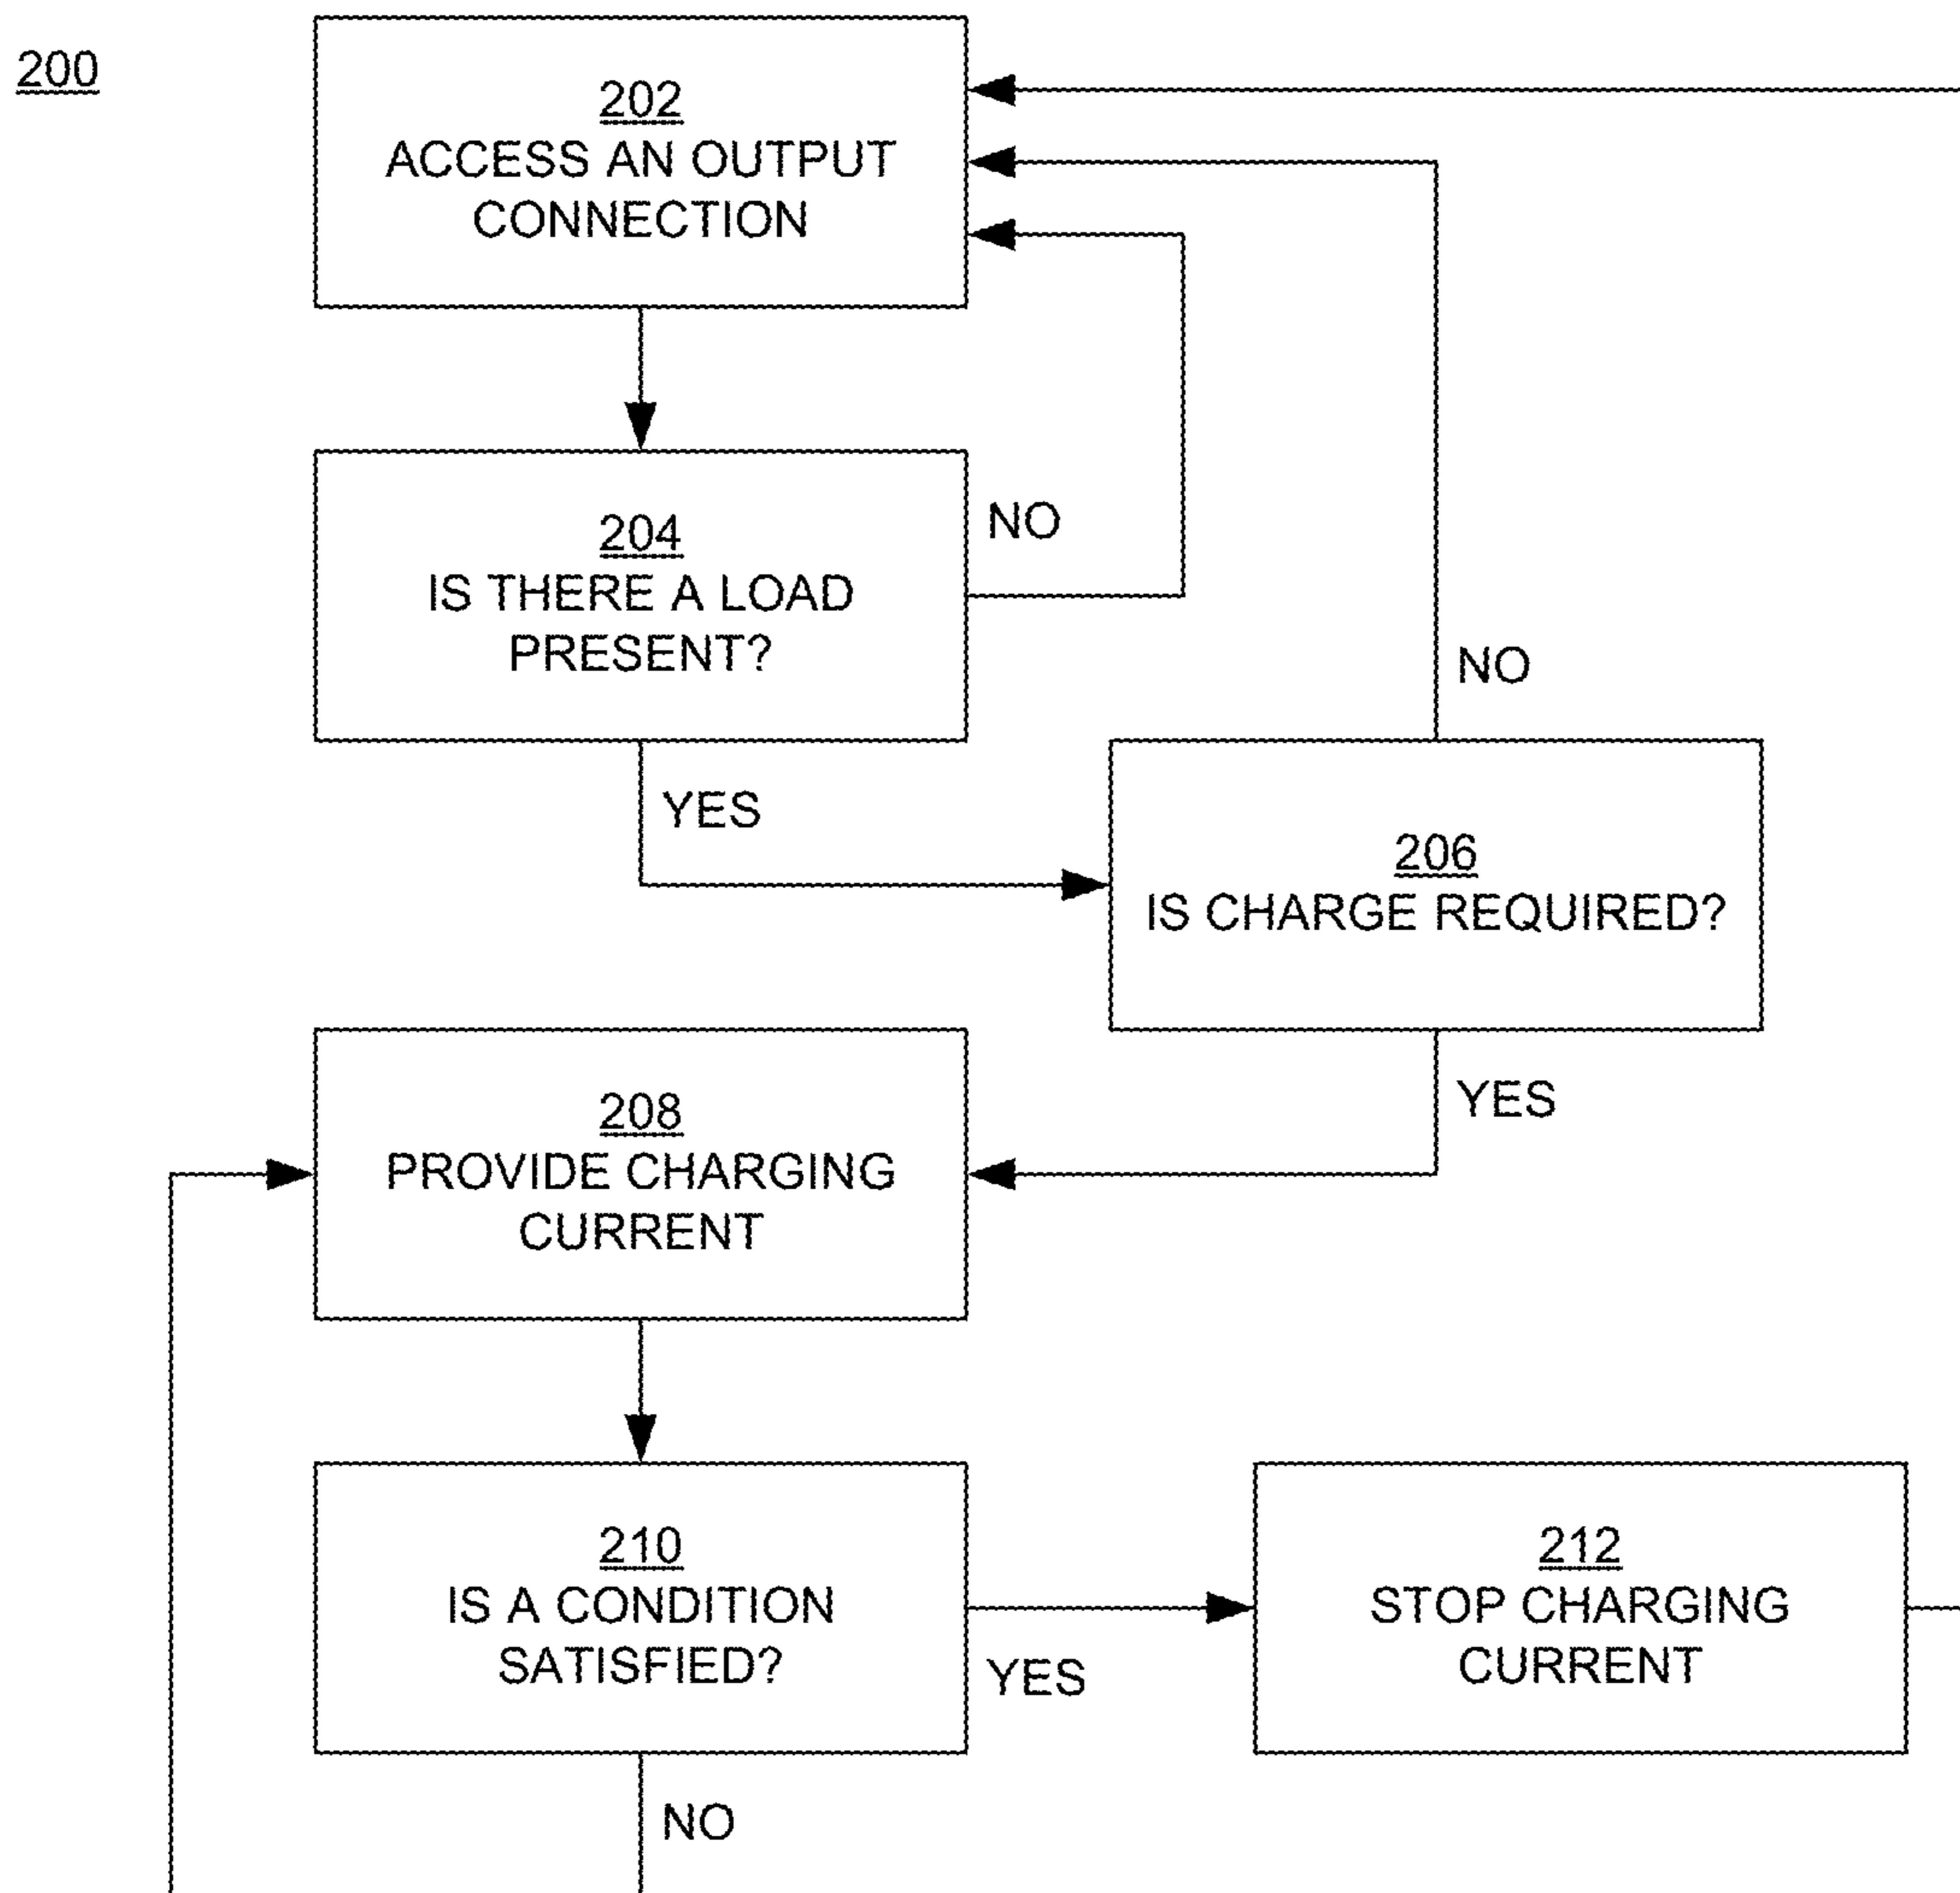 200
202
ACCESS AN OUTPUT
CONNECTION
204
IS THERE A LOAD
PRESENT?
NO
NO
YES
206
IS CHARGE REQUIRED?
YES
208
PROVIDE CHARGING
CURRENT
210
IS A CONDITION
SATISFIED?
YES
212
STOP CHARGING
CURRENT
NO